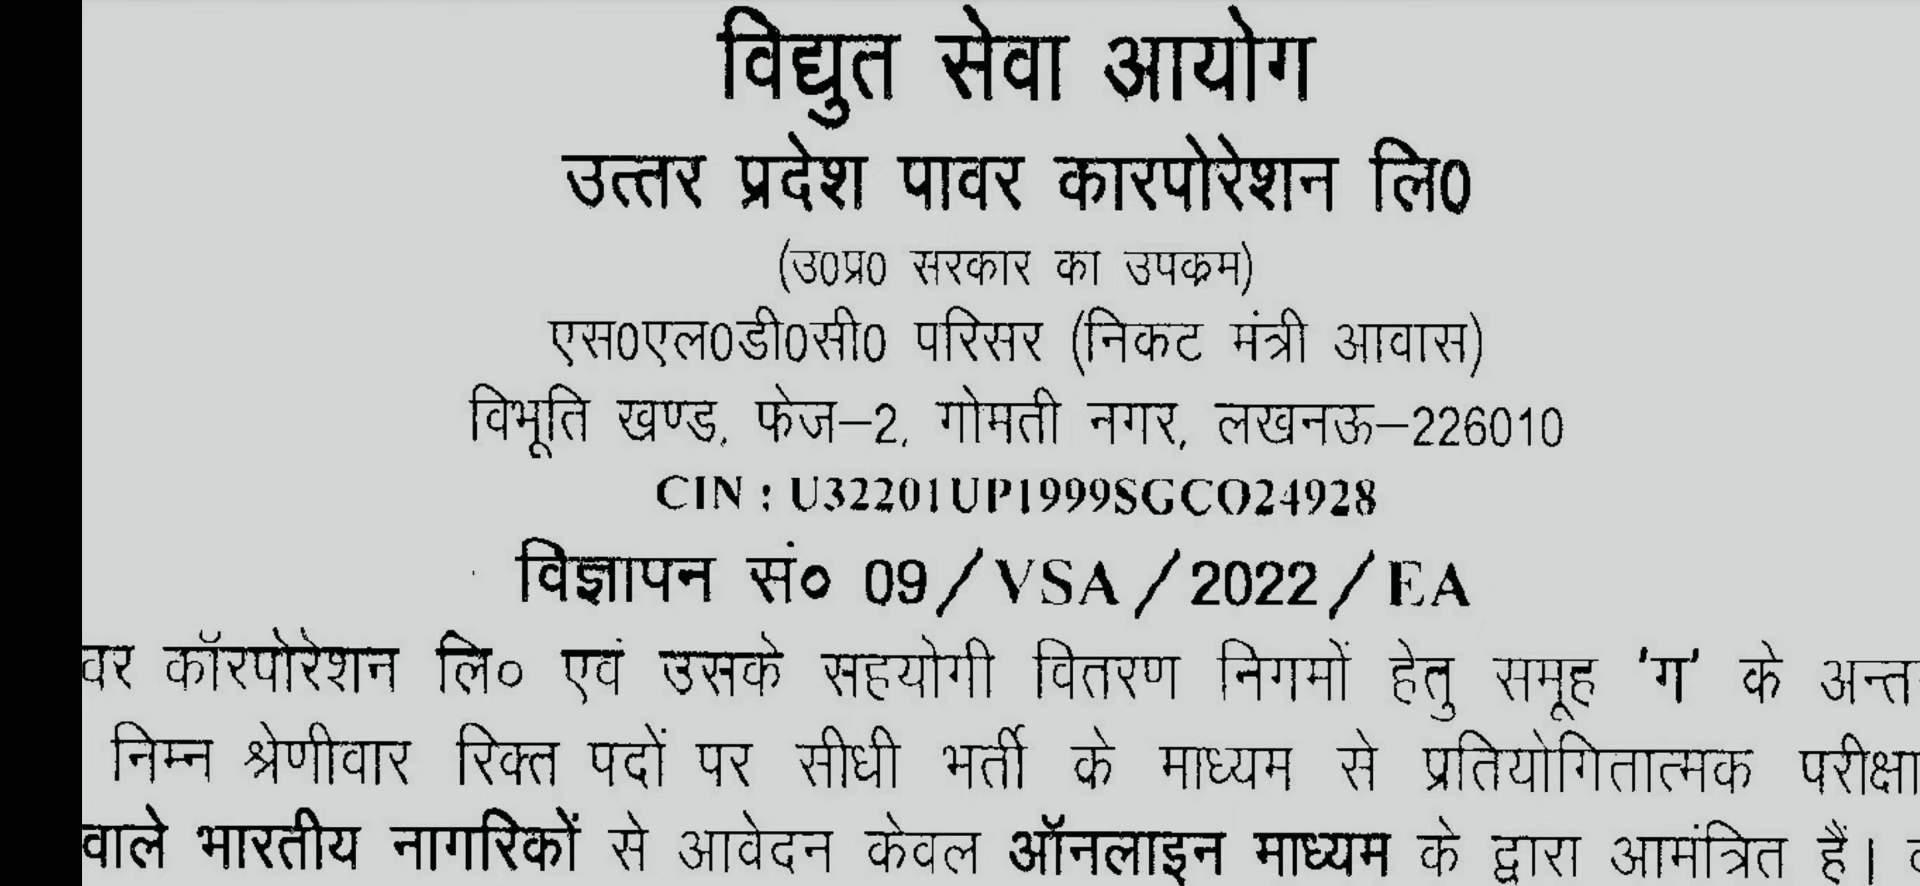 विद्युत सेवा आयोग
उत्तर प्रदेश पावर कारपोरेशन लि0
(उ0प्र0 सरकार का उपक्रम)
एस0एल0डी0सी0 परिसर (निकट मंत्री आवास)
विभूति खण्ड, फेज–2, गोमती नगर, लखनऊ–226010
CIN : U32201UP1999SGCO24928
विज्ञापन सं० 09/VSA/2022/EA
वर कॉरपोरेशन लि० एवं उसके सहयोगी वितरण निगमों हेतु समूह 'ग' के
निम्न श्रेणीवार रिक्त पदों पर सीधी भर्ती के माध्यम से प्रतियोगितात्मक परीक्षा
वाले भारतीय नागरिकों से आवेदन केवल ऑनलाइन माध्यम के द्वारा आमंत्रित हैं।